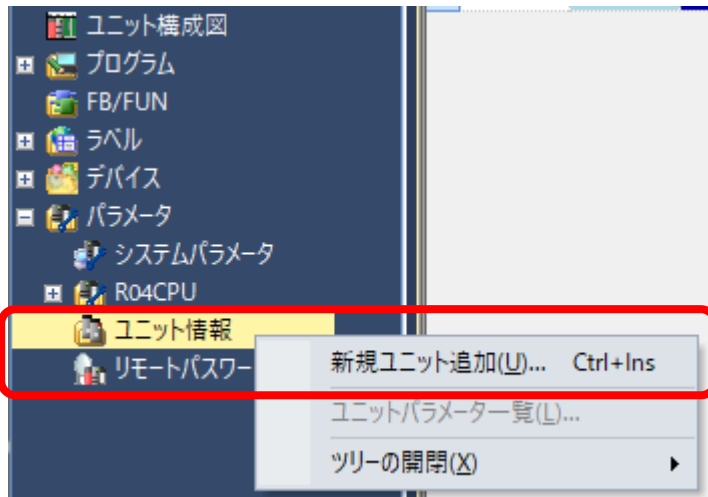 ユニット構成図
プログラム
FB/FUN
ラベル
デバイス
パラメータ
システムパラメータ
R04CPU
ユニット情報
リモートパスワー
新規ユニット追加(U)... Ctrl+Ins
ユニットパラメーター覧(L)...
ツリーの開閉(X)